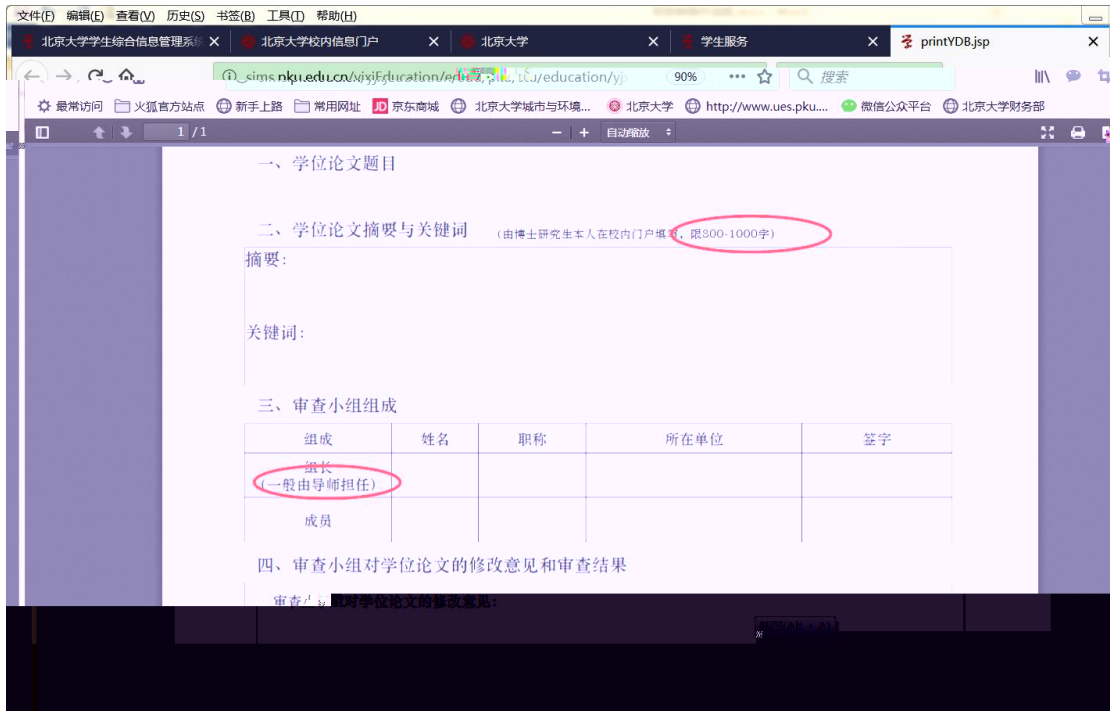 文件(F) 编辑(E) 查看(V) 历史(S) 书签(B) 工具(T) 帮助(H)
北京大学学生综合信息管理系统 北京大学校内信息门户 北京大学 学生服务 printYDB.jsp
sims.pku.edu.cn 90% 搜索
最常访问 火狐官方站点 新手上路 常用网址 JD 京东商城 北京大学城市与环境... 北京大学 http://www.ues.pku.... 微信公众平台 北京大学财务部
1 / 1 自动缩放
一、学位论文题目
二、学位论文摘要与关键词 (由博士研究生本人在校内门户填写，限800-1000字)
摘要:
关键词:
三、审查小组组成
组成 姓名 职称 所在单位 签字
组长
(一般由导师担任)
成员
四、审查小组对学位论文的修改意见和审查结果
审查小组对学位论文的修改意见: